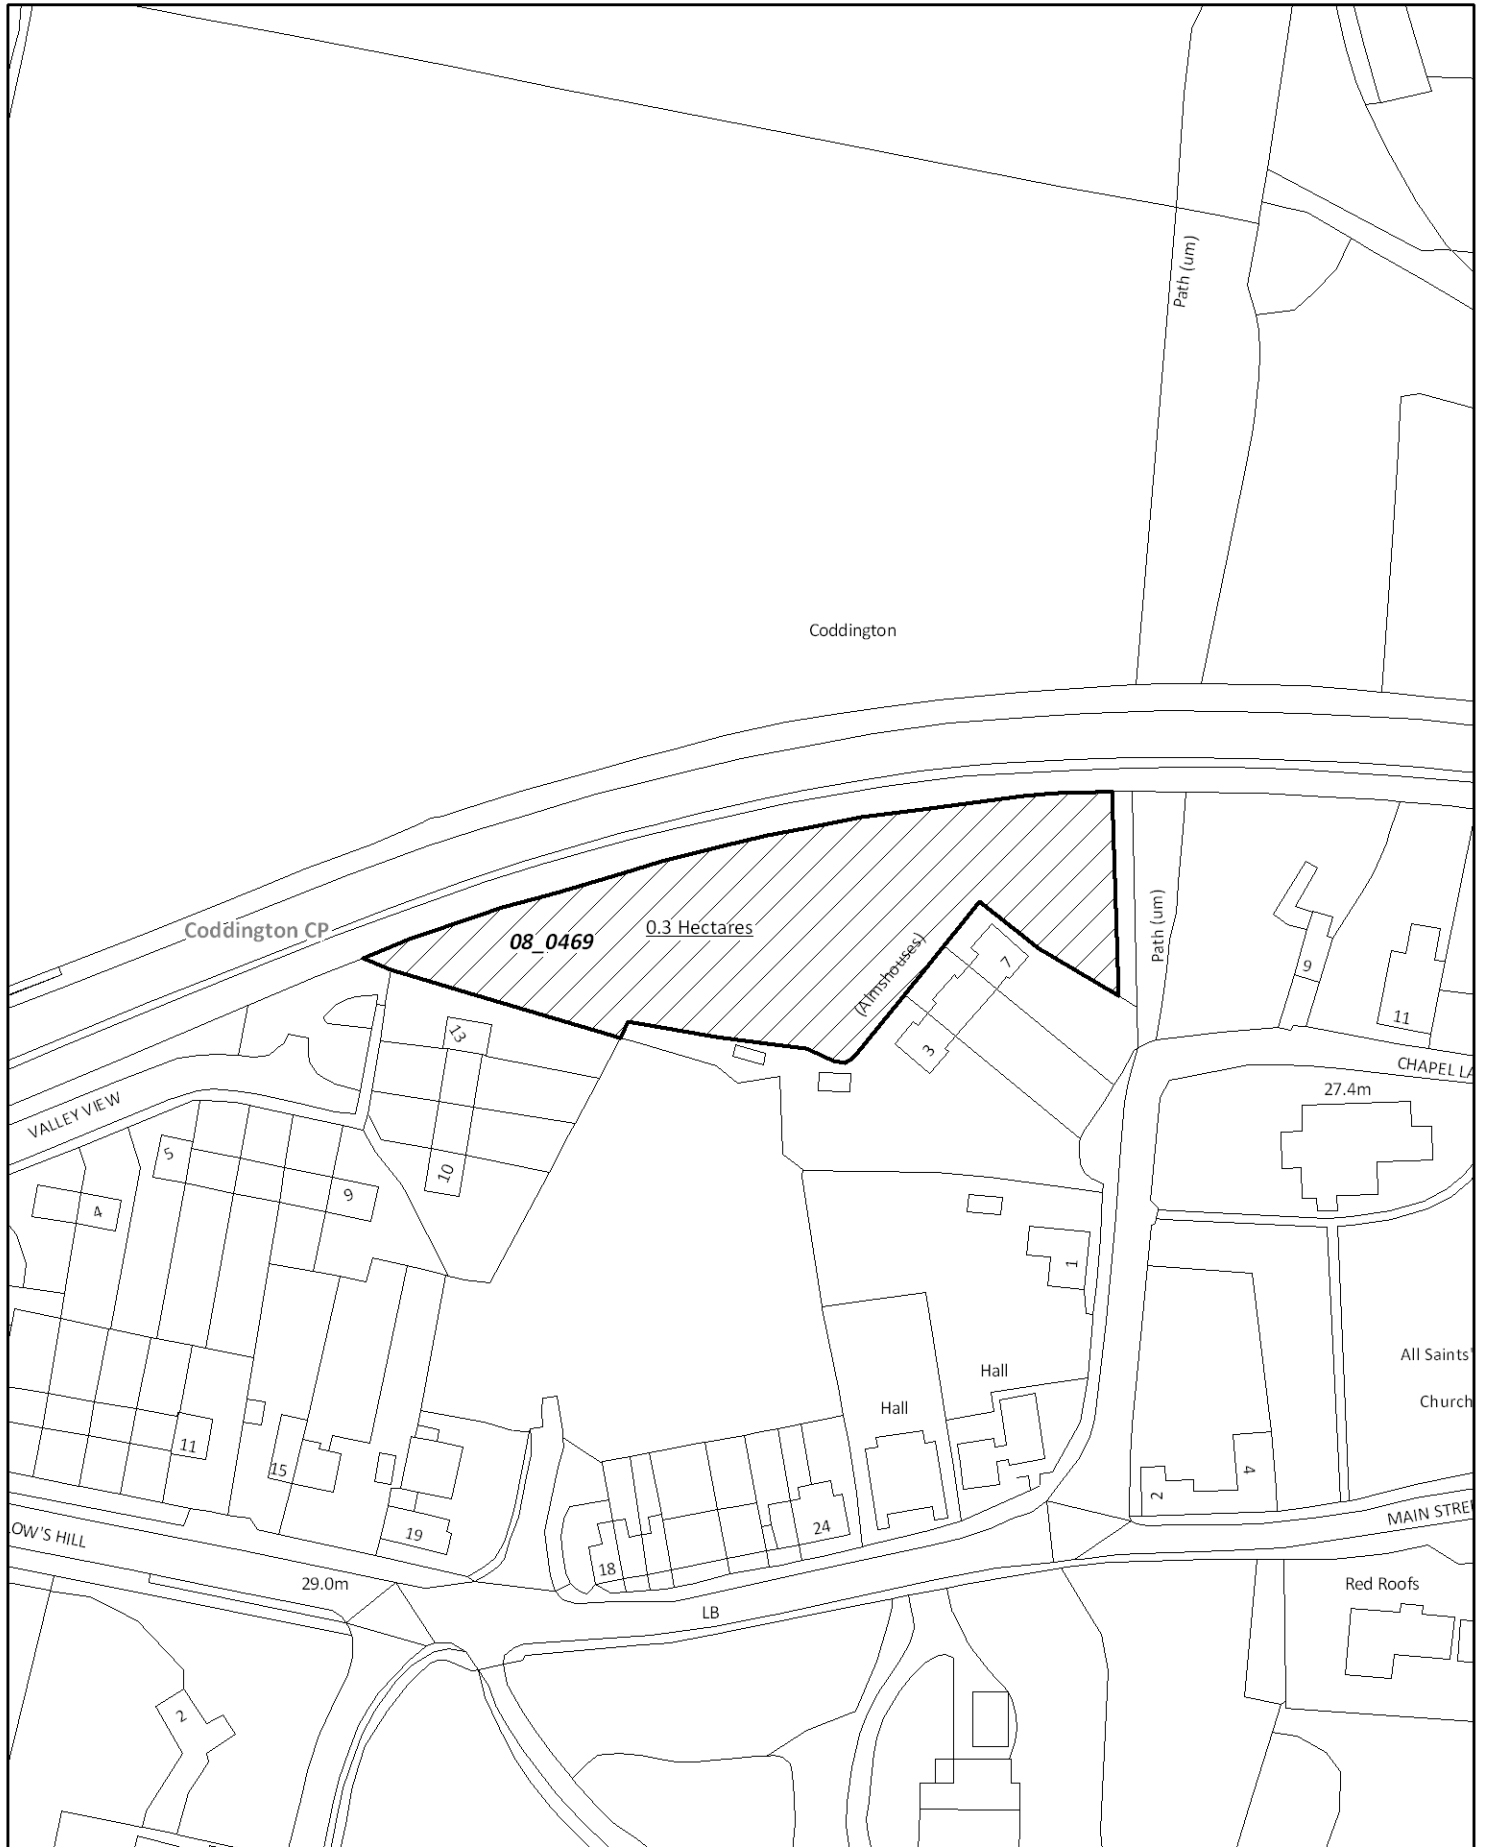 Path (um)
Coddington
Coddington CP
08_0469
0.3 Hectares
(Almshouses)
7
3
Path (um)
9
11
CHAPEL LA
27.4m
13
10
VALLEY VIEW
5
9
4
1
All Saints'
Church
Hall
Hall
11
15
19
18
24
2
4
MAIN STRE
LOW'S HILL
29.0m
LB
Red Roofs
2